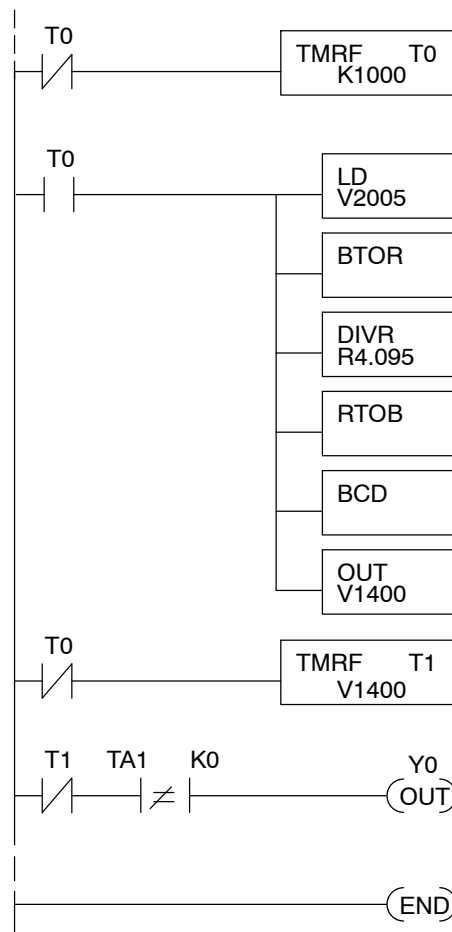 T0
TMRF T0
K1000
T0
LD
V2005
BTOR
DIVR
R4.095
RTOB
BCD
OUT
V1400
T0
TMRF T1
V1400
T1 TA1 K0 Y0
OUT
END